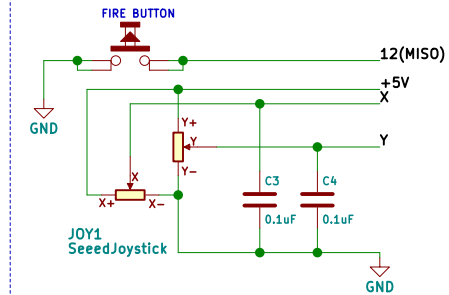 FIRE BUTTON
12(MISO)
+5V
X
GND
Y+
Y
Y
Y-
X
X+
X-
C3
C4
0.1uF
0.1uF
JOY1
SeeedJoystick
GND